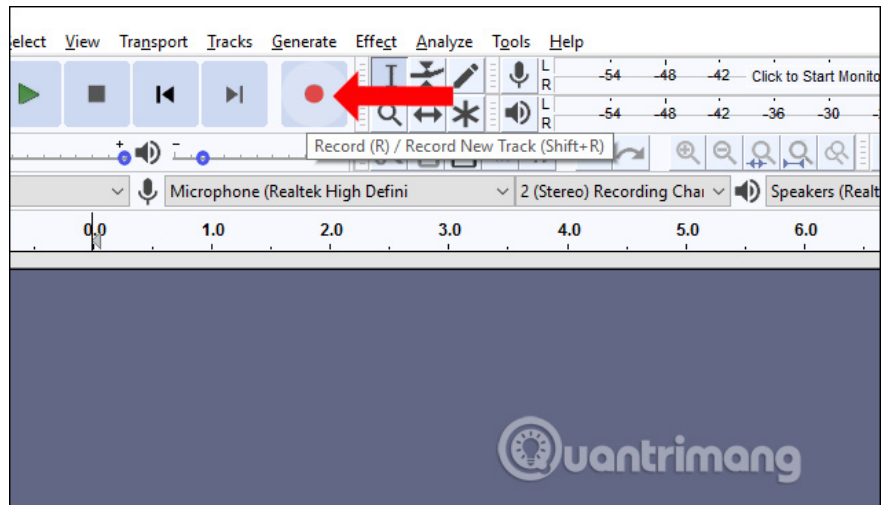 elect View Transport Tracks Generate Effect Analyze Tools Help
L
R
-54 -48 -42 Click to Start Monito
L
R
-54 -48 -42 -36 -30
Record (R) / Record New Track (Shift+R)
Microphone (Realtek High Defini 2 (Stereo) Recording Chai Speakers (Realt
0.0 1.0 2.0 3.0 4.0 5.0 6.0
Quantrimang